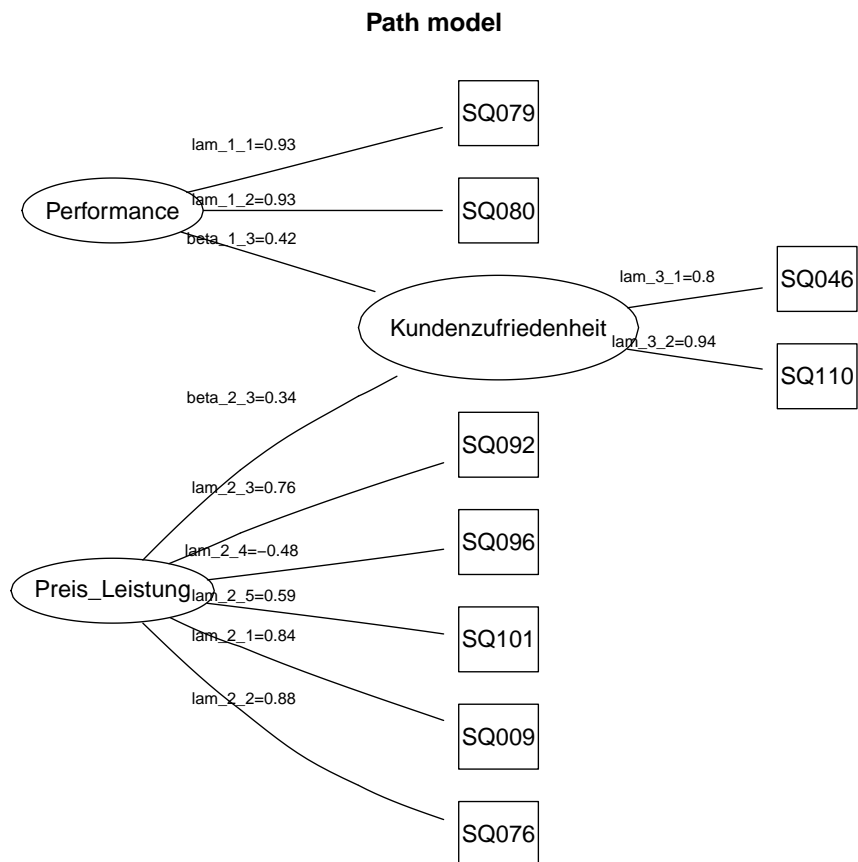 Path model
SQ079
lam_1_1=0.93
lam_1_2=0.93
Performance
SQ080
beta_1_3=0.42
lam_3_1=0.8
SQ046
Kundenzufriedenheit
lam_3_2=0.94
SQ110
beta_2_3=0.34
SQ092
lam_2_3=0.76
SQ096
lam_2_4=−0.48
Preis_Leistung
lam_2_5=0.59
SQ101
lam_2_1=0.84
lam_2_2=0.88
SQ009
SQ076